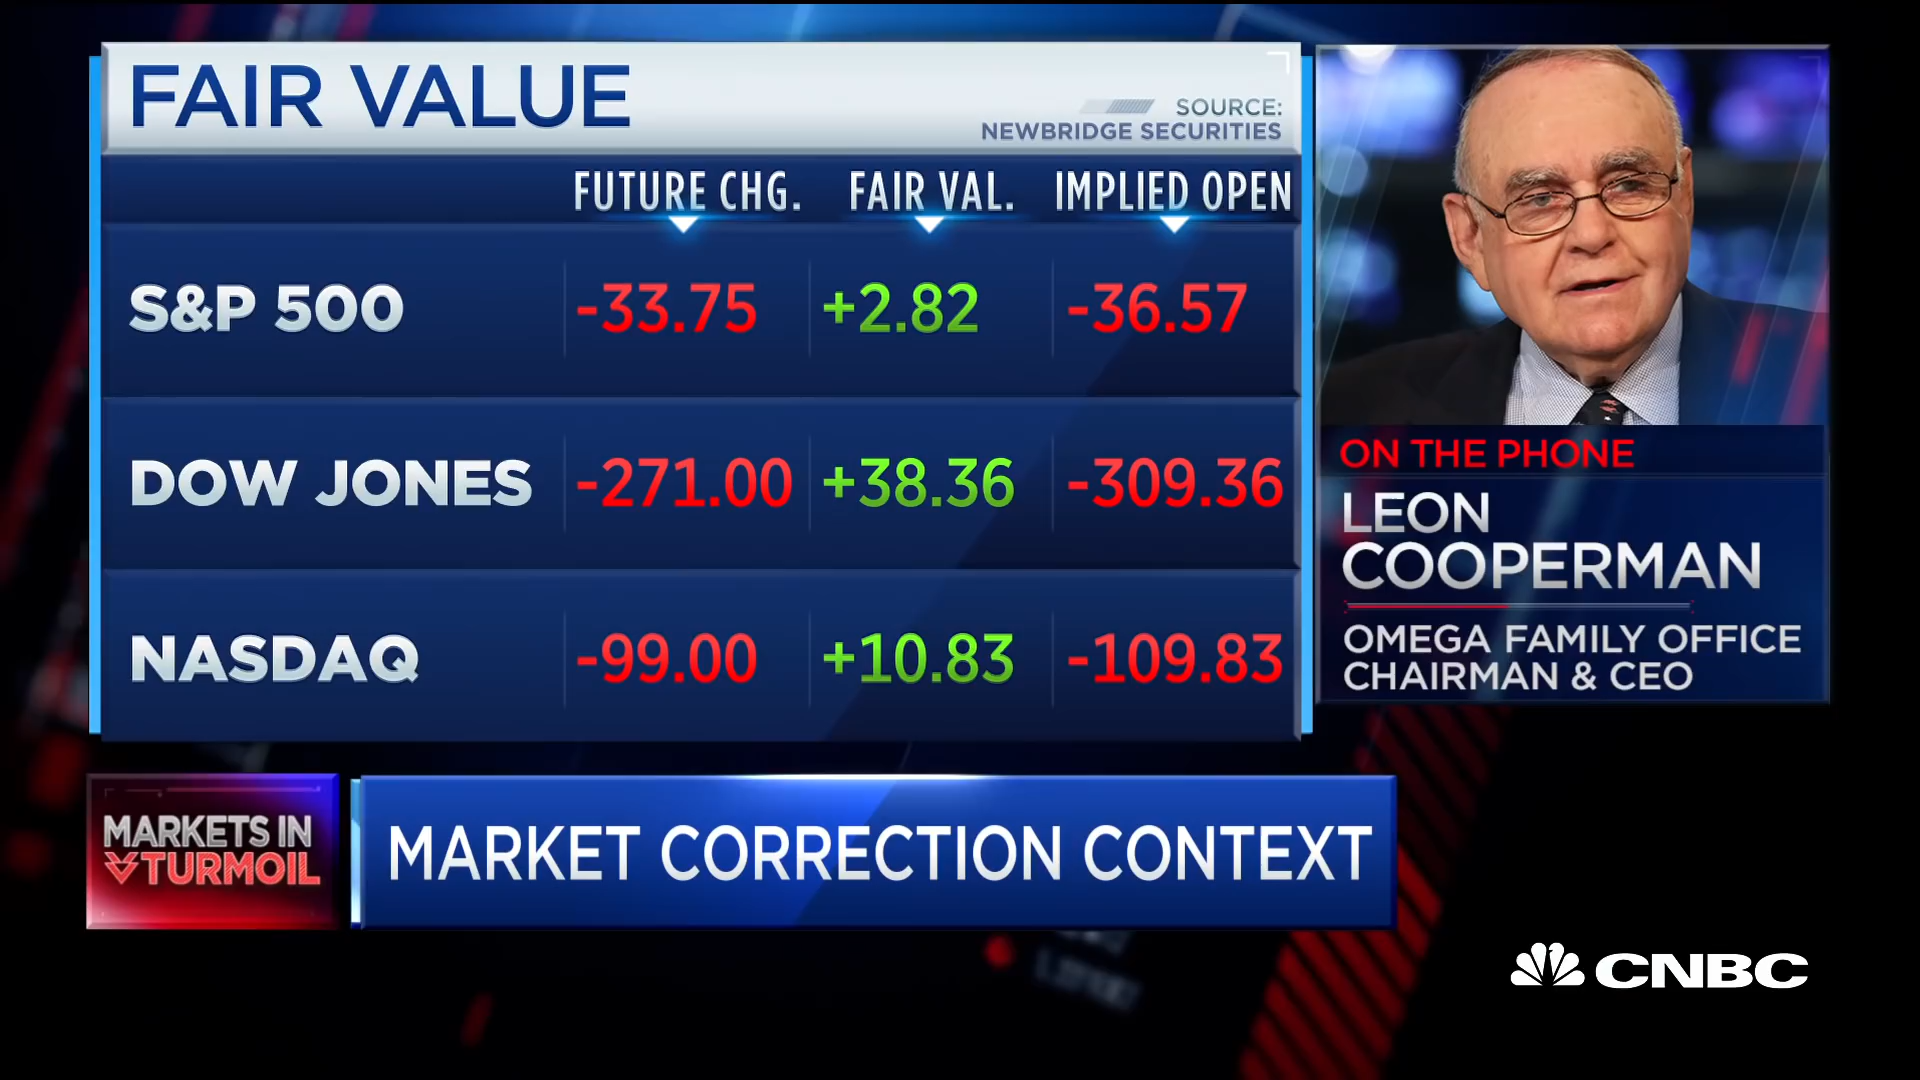 FAIR VALUE
SOURCE:
NEWBRIDGE SECURITIES
FUTURE CHG. FAIR VAL. IMPLIED OPEN
S&P 500 -33.75 +2.82 -36.57
DOW JONES -271.00 +38.36 -309.36
NASDAQ -99.00 +10.83 -109.83
ON THE PHONE
LEON
COOPERMAN
OMEGA FAMILY OFFICE
CHAIRMAN & CEO
MARKETS IN
TURMOIL
MARKET CORRECTION CONTEXT
CNBC